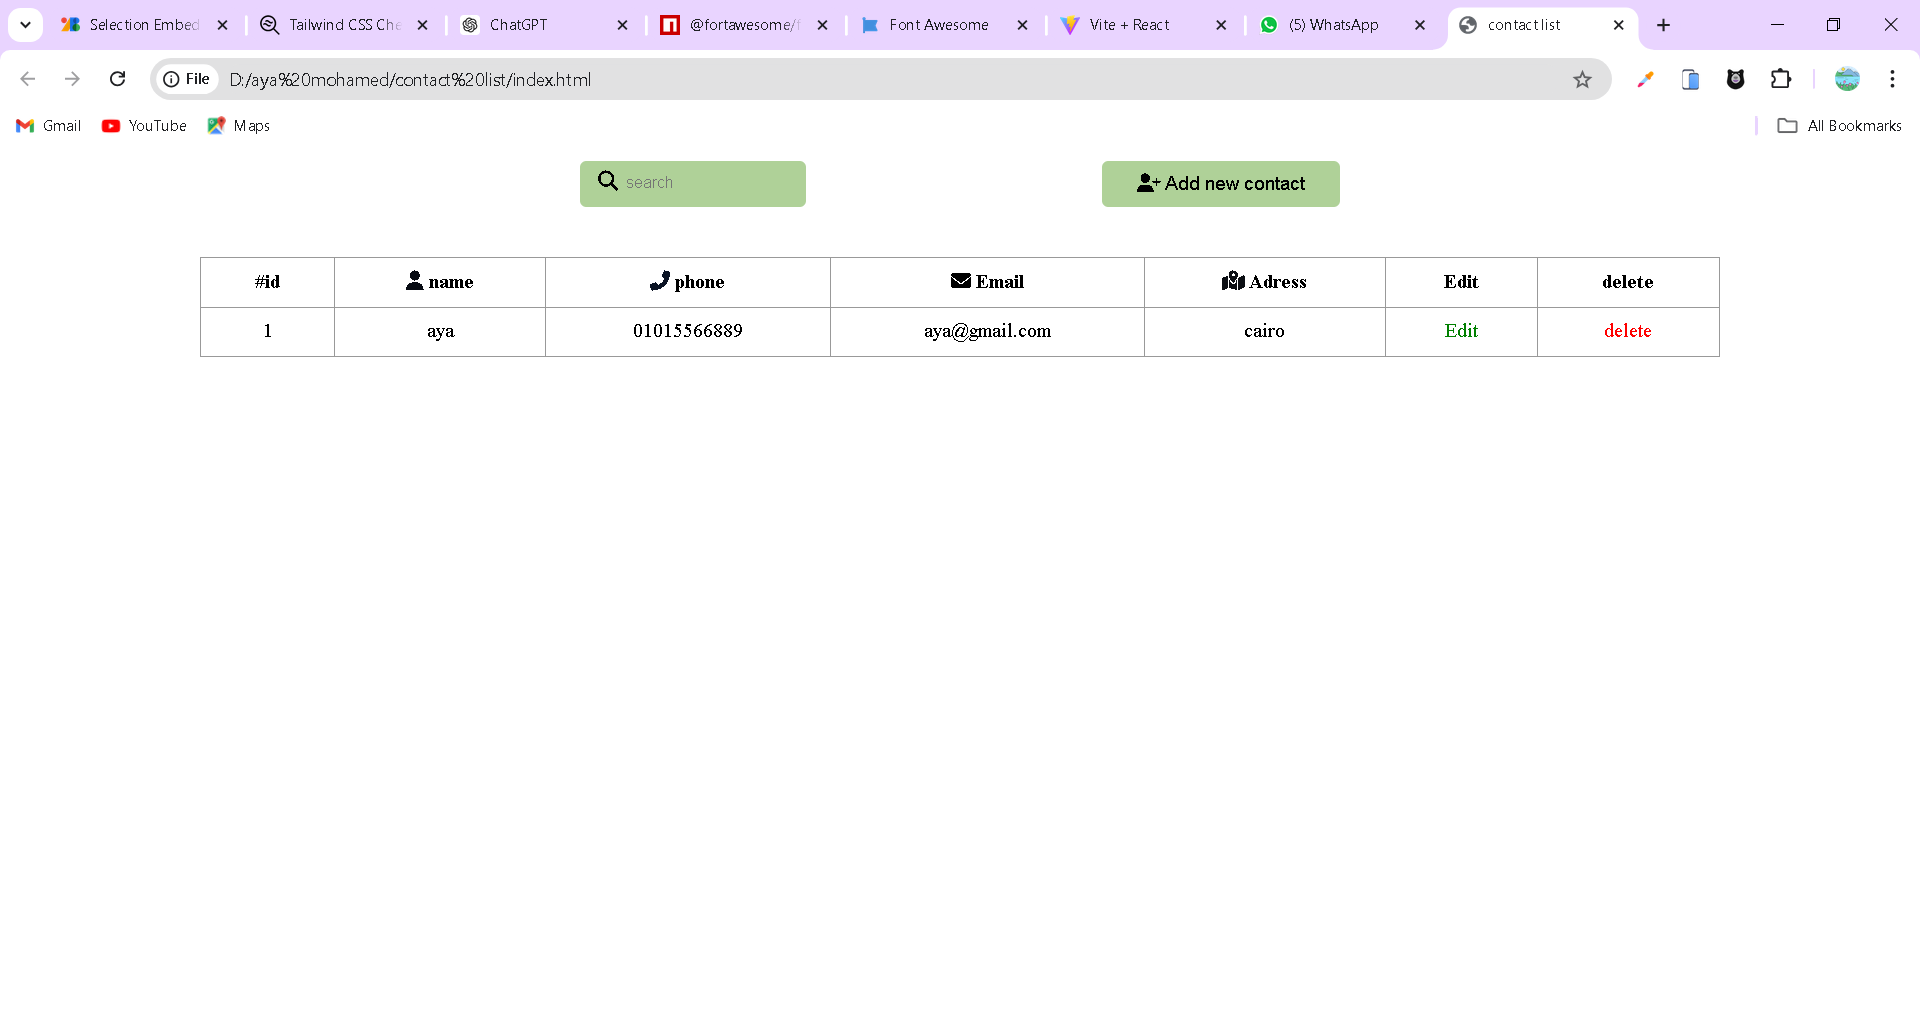 Selection Embed
Tailwind CSS Che
ChatGPT
@fortawesome/f
Font Awesome
Vite + React
(5) WhatsApp
contact list
File
D:/aya%20mohamed/contact%20list/index.html
Gmail
YouTube
Maps
All Bookmarks
search
Add new contact
#id name phone Email Adress Edit delete
1 aya 01015566889 aya@gmail.com cairo Edit delete